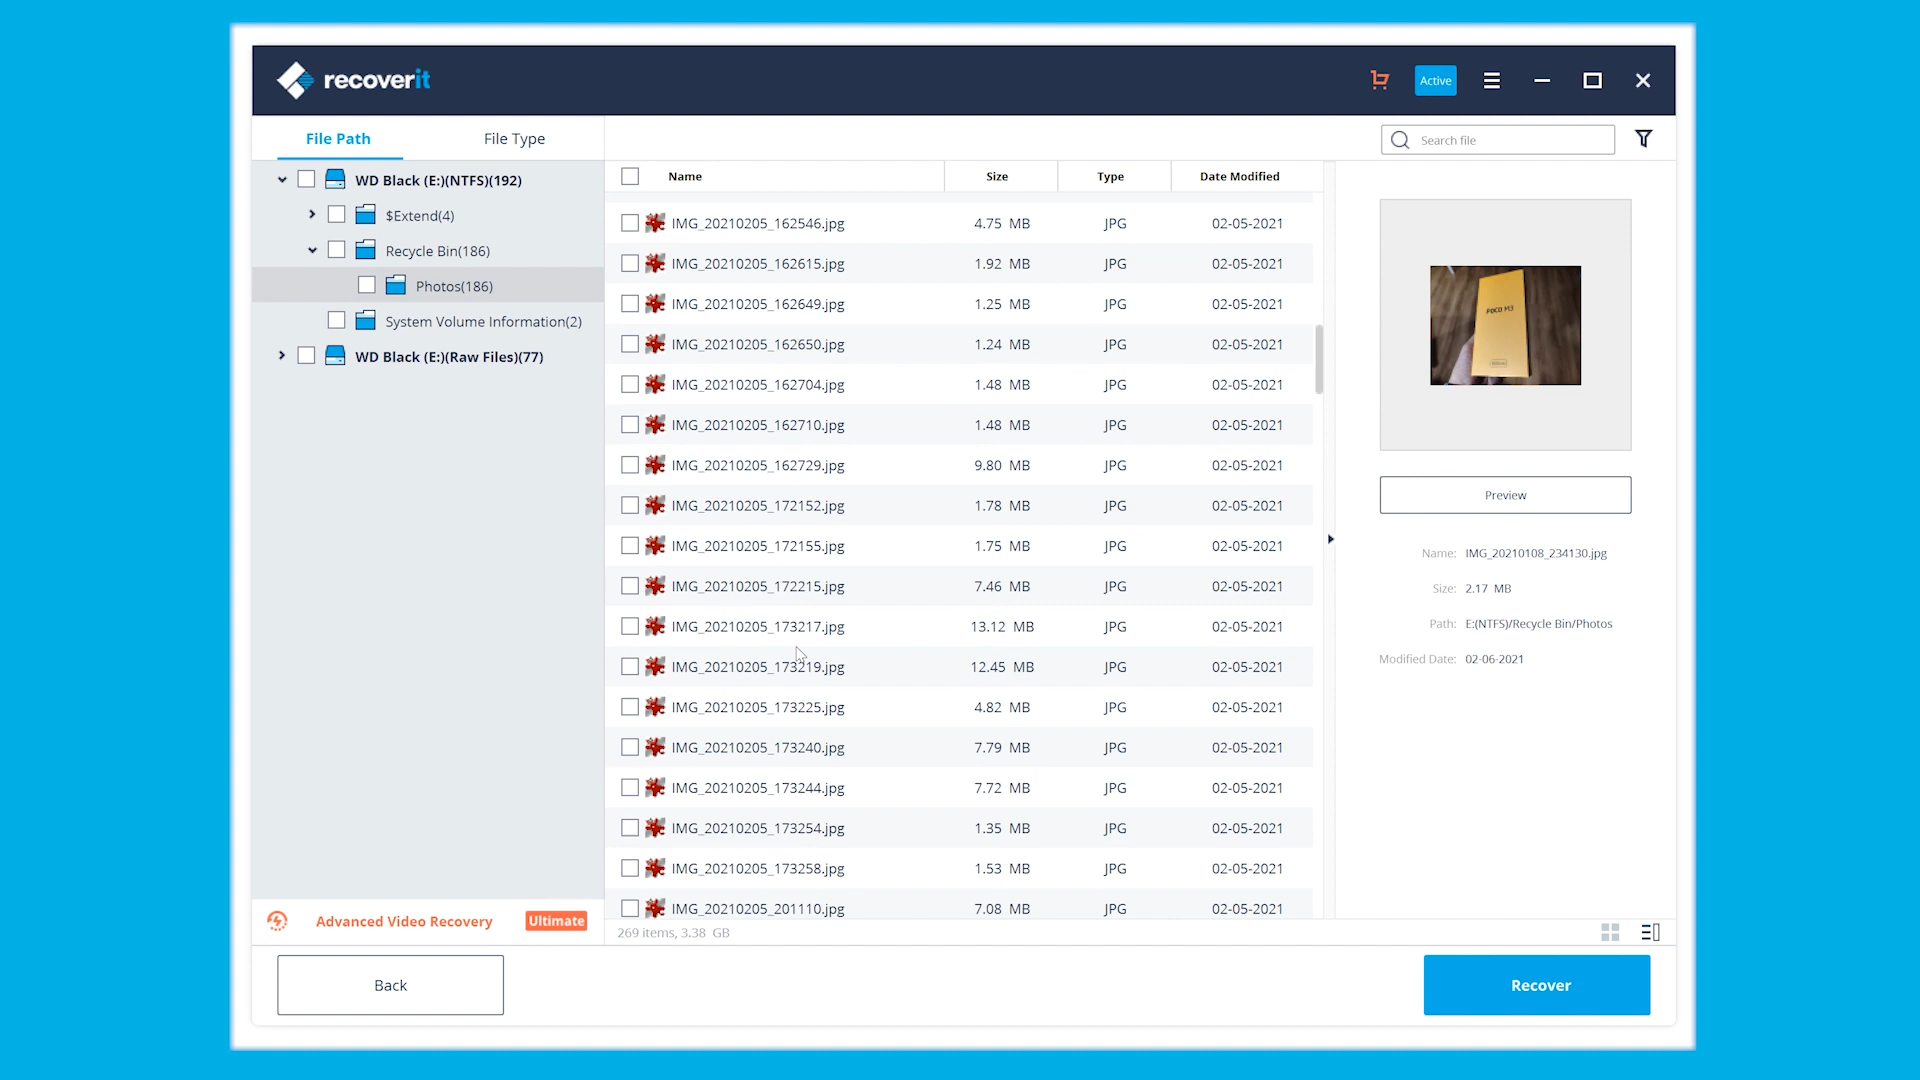 recoverit
Active
File Path
File Type
Search file
WD Black (E:)(NTFS)(192)
$Extend(4)
Recycle Bin(186)
Photos(186)
System Volume Information(2)
WD Black (E:)(Raw Files)(77)
Name Size Type Date Modified
IMG_20210205_162546.jpg 4.75 MB JPG 02-05-2021
IMG_20210205_162615.jpg 1.92 MB JPG 02-05-2021
IMG_20210205_162649.jpg 1.25 MB JPG 02-05-2021
IMG_20210205_162650.jpg 1.24 MB JPG 02-05-2021
IMG_20210205_162704.jpg 1.48 MB JPG 02-05-2021
IMG_20210205_162710.jpg 1.48 MB JPG 02-05-2021
IMG_20210205_162729.jpg 9.80 MB JPG 02-05-2021
IMG_20210205_172152.jpg 1.78 MB JPG 02-05-2021
IMG_20210205_172155.jpg 1.75 MB JPG 02-05-2021
IMG_20210205_172215.jpg 7.46 MB JPG 02-05-2021
IMG_20210205_173217.jpg 13.12 MB JPG 02-05-2021
IMG_20210205_173219.jpg 12.45 MB JPG 02-05-2021
IMG_20210205_173225.jpg 4.82 MB JPG 02-05-2021
IMG_20210205_173240.jpg 7.79 MB JPG 02-05-2021
IMG_20210205_173244.jpg 7.72 MB JPG 02-05-2021
IMG_20210205_173254.jpg 1.35 MB JPG 02-05-2021
IMG_20210205_173258.jpg 1.53 MB JPG 02-05-2021
IMG_20210205_201110.jpg 7.08 MB JPG 02-05-2021
POCO M3
Preview
Name: IMG_20210108_234130.jpg
Size: 2.17 MB
Path: E:(NTFS)/Recycle Bin/Photos
Modified Date: 02-06-2021
Advanced Video Recovery Ultimate
269 items, 3.38 GB
Back
Recover